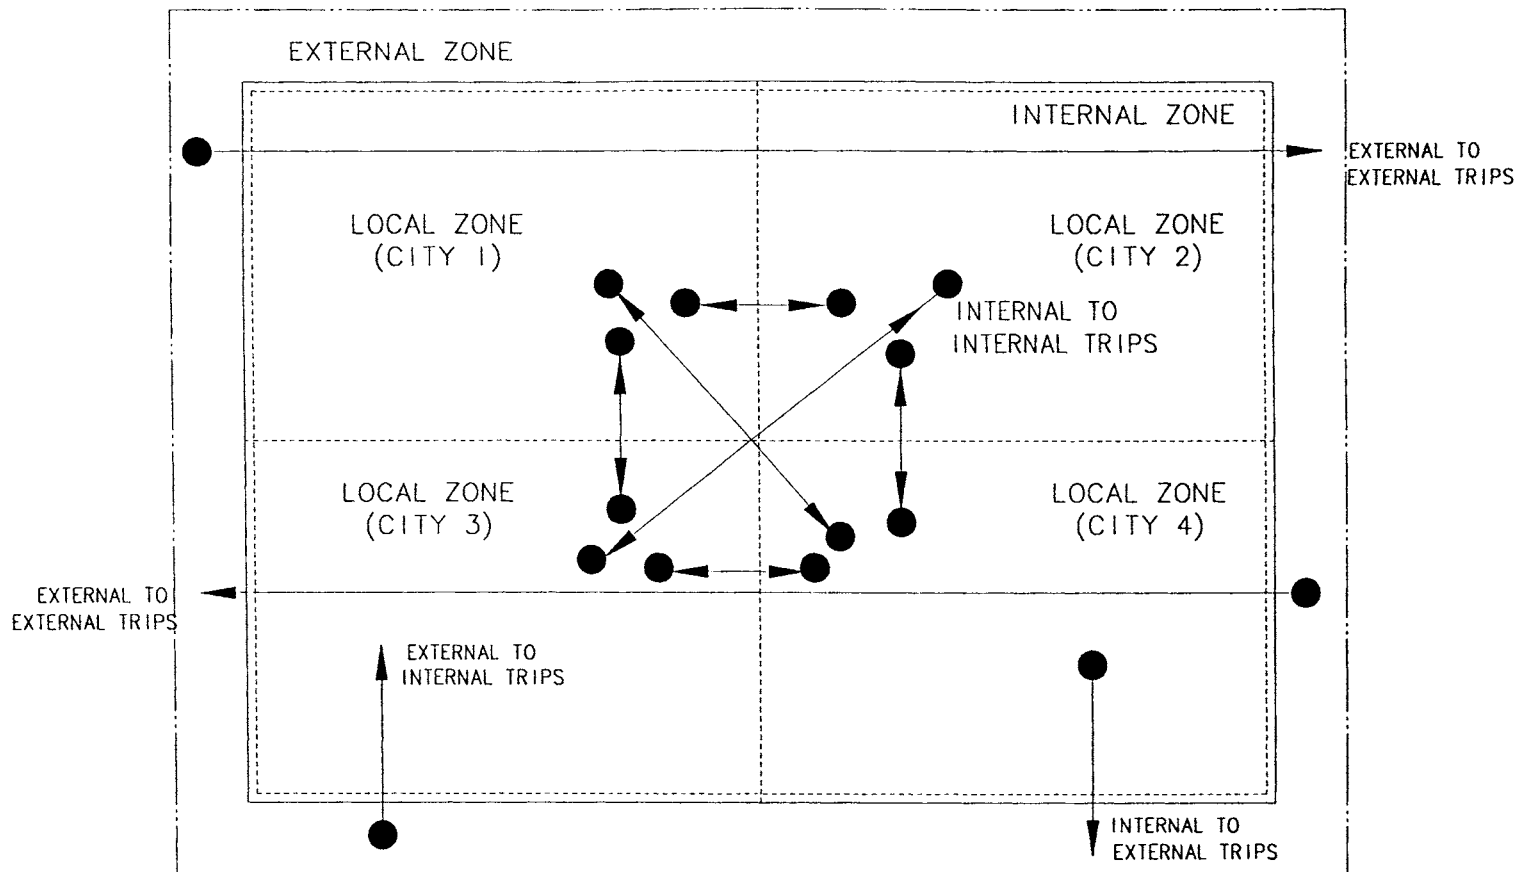 EXTERNAL ZONE
INTERNAL ZONE
EXTERNAL TO
EXTERNAL TRIPS
LOCAL ZONE
(CITY 1)
LOCAL ZONE
(CITY 2)
INTERNAL TO
INTERNAL TRIPS
LOCAL ZONE
(CITY 3)
LOCAL ZONE
(CITY 4)
EXTERNAL TO
EXTERNAL TRIPS
EXTERNAL TO
INTERNAL TRIPS
INTERNAL TO
EXTERNAL TRIPS